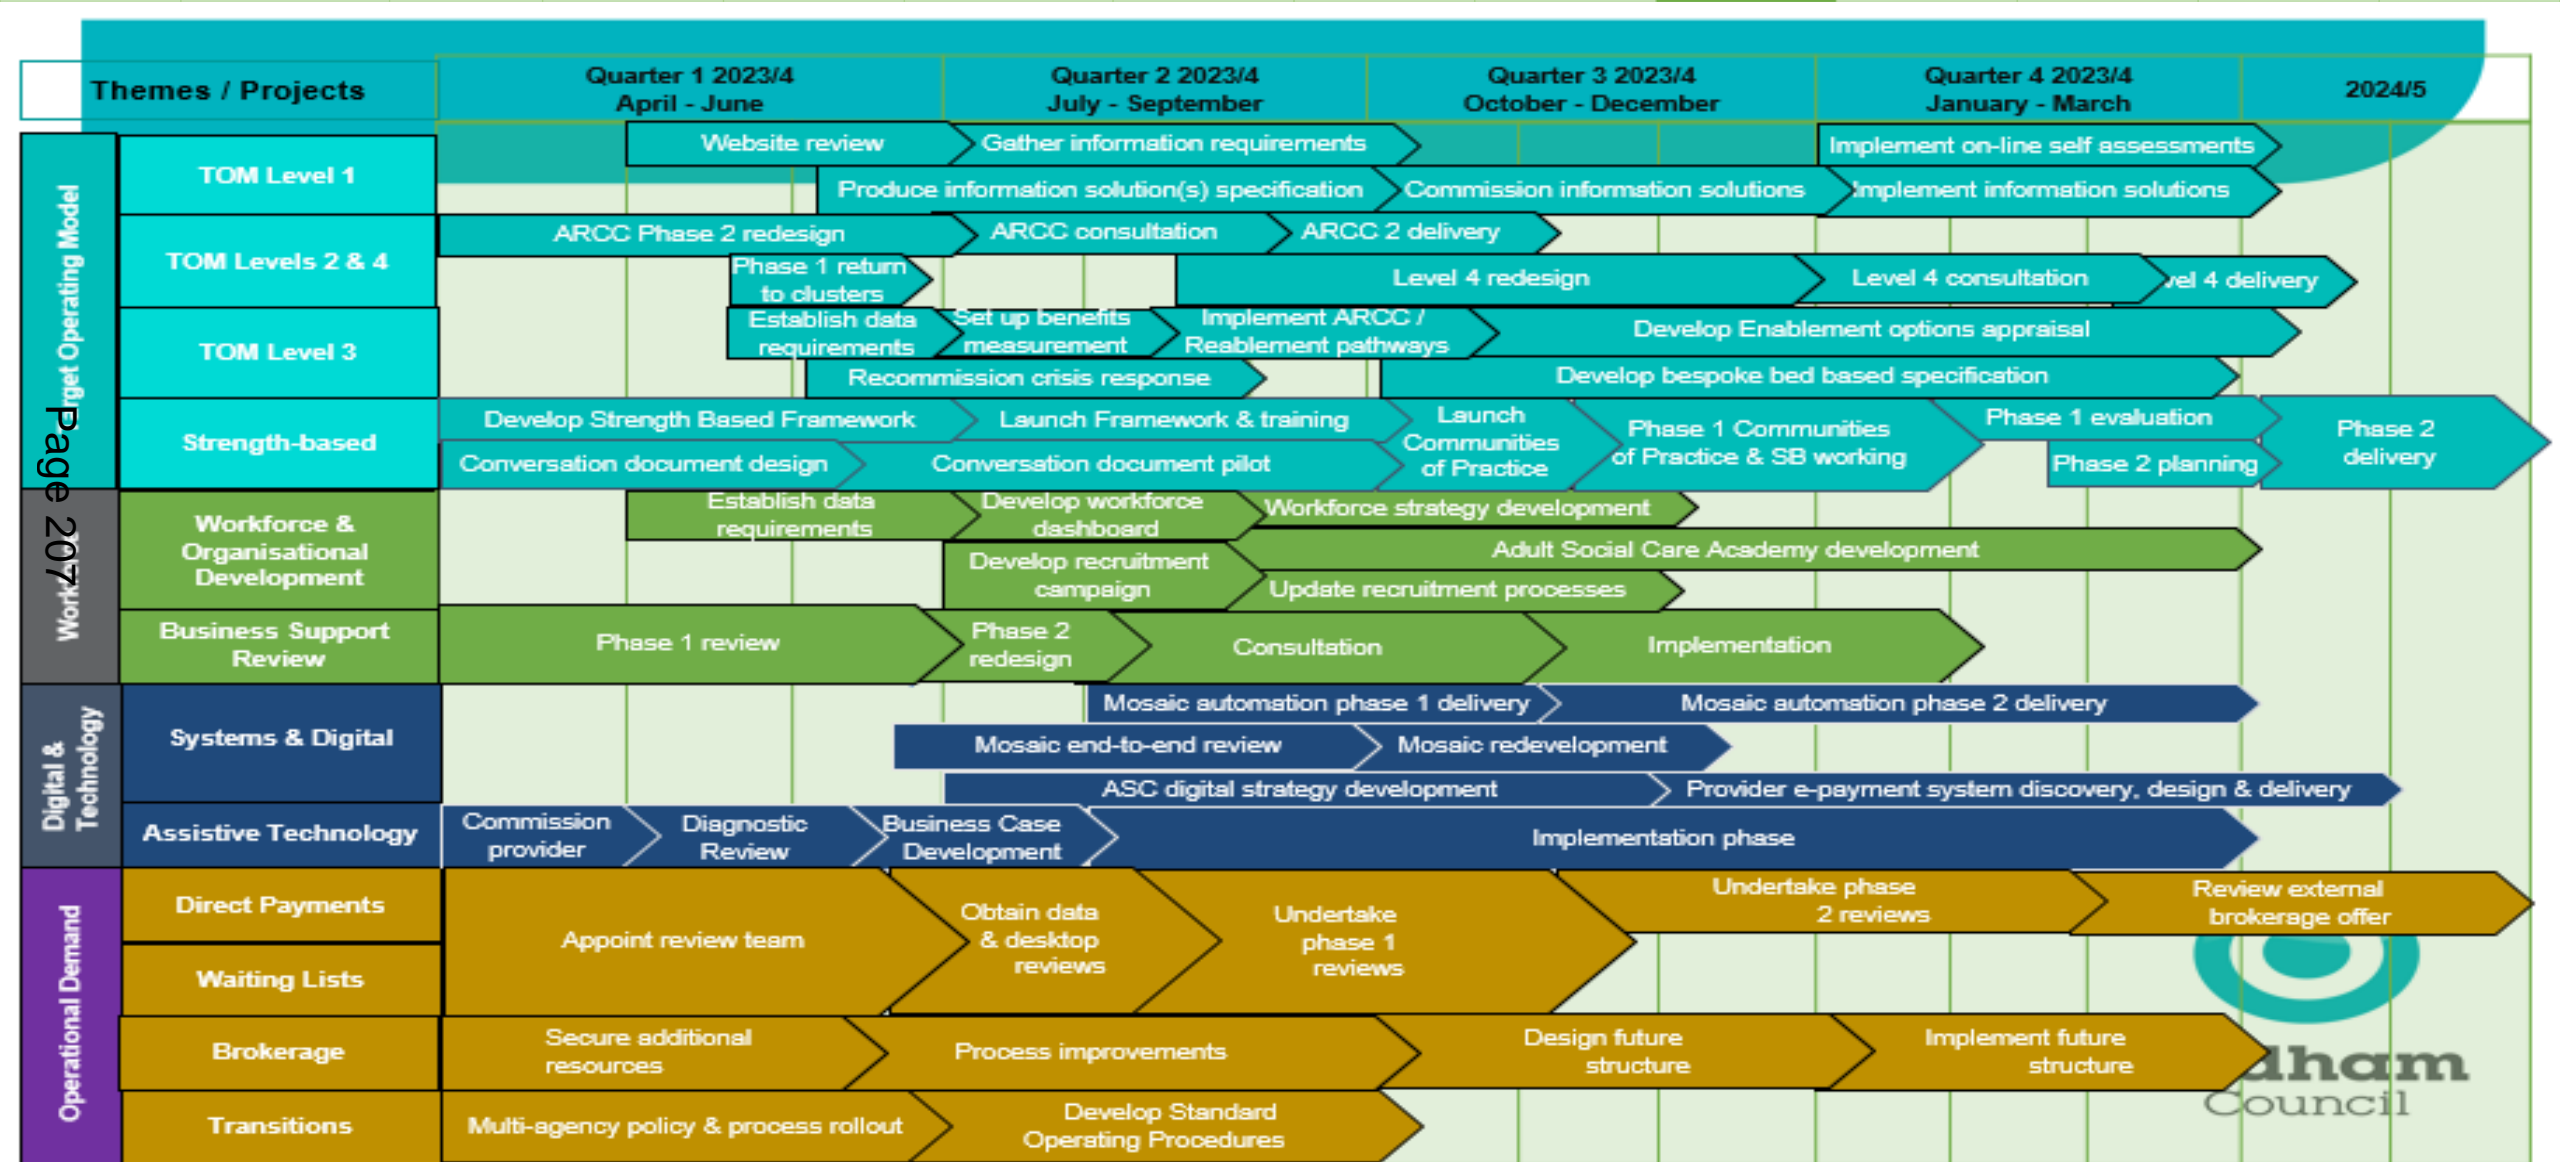 Themes / Projects
Quarter 1 2023/4
April - June
Quarter 2 2023/4
July - September
Quarter 3 2023/4
October - December
Quarter 4 2023/4
January - March
2024/5
rget Operating Model
TOM Level 1
Website review
Gather information requirements
Implement on-line self assessments
Produce information solution(s) specification
Commission information solutions
Implement information solutions
TOM Levels 2 & 4
ARCC Phase 2 redesign
ARCC consultation
ARCC 2 delivery
Phase 1 return
to clusters
Level 4 redesign
Level 4 consultation
vel 4 delivery
TOM Level 3
Establish data
requirements
Set up benefits
measurement
Implement ARCC /
Reablement pathways
Develop Enablement options appraisal
Recommission crisis response
Develop bespoke bed based specification
Strength-based
Develop Strength Based Framework
Launch Framework & training
Launch
Communities
of Practice
Phase 1 Communities
of Practice & SB working
Phase 1 evaluation
Phase 2
delivery
Conversation document design
Conversation document pilot
Phase 2 planning
Page 207
Workforce &
Organisational
Development
Establish data
requirements
Develop workforce
dashboard
Workforce strategy development
Develop recruitment
campaign
Adult Social Care Academy development
Update recruitment processes
Business Support
Review
Phase 1 review
Phase 2
redesign
Consultation
Implementation
Digital &
Technology
Systems & Digital
Mosaic automation phase 1 delivery
Mosaic automation phase 2 delivery
Mosaic end-to-end review
Mosaic redevelopment
ASC digital strategy development
Provider e-payment system discovery, design & delivery
Assistive Technology
Commission
provider
Diagnostic
Review
Business Case
Development
Implementation phase
Operational Demand
Direct Payments
Waiting Lists
Appoint review team
Obtain data
& desktop
reviews
Undertake
phase 1
reviews
Undertake phase
2 reviews
Review external
brokerage offer
Brokerage
Secure additional
resources
Process improvements
Design future
structure
Implement future
structure
Transitions
Multi-agency policy & process rollout
Develop Standard
Operating Procedures
dham
Council